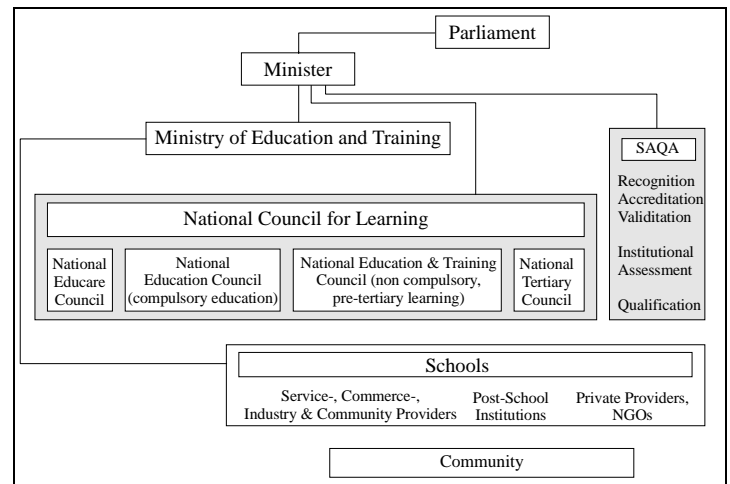 Parliament
Minister
Ministry of Education and Training
SAQA
Recognition
Accreditation
Validitation
Institutional
Assessment
Qualification
National Council for Learning
National
Educare
Council
National
Education Council
(compulsory education)
National Education & Training
Council (non compulsory,
pre-tertiary learning)
National
Tertiary
Council
Schools
Service-, Commerce-,
Industry & Community Providers
Post-School
Institutions
Private Providers,
NGOs
Community